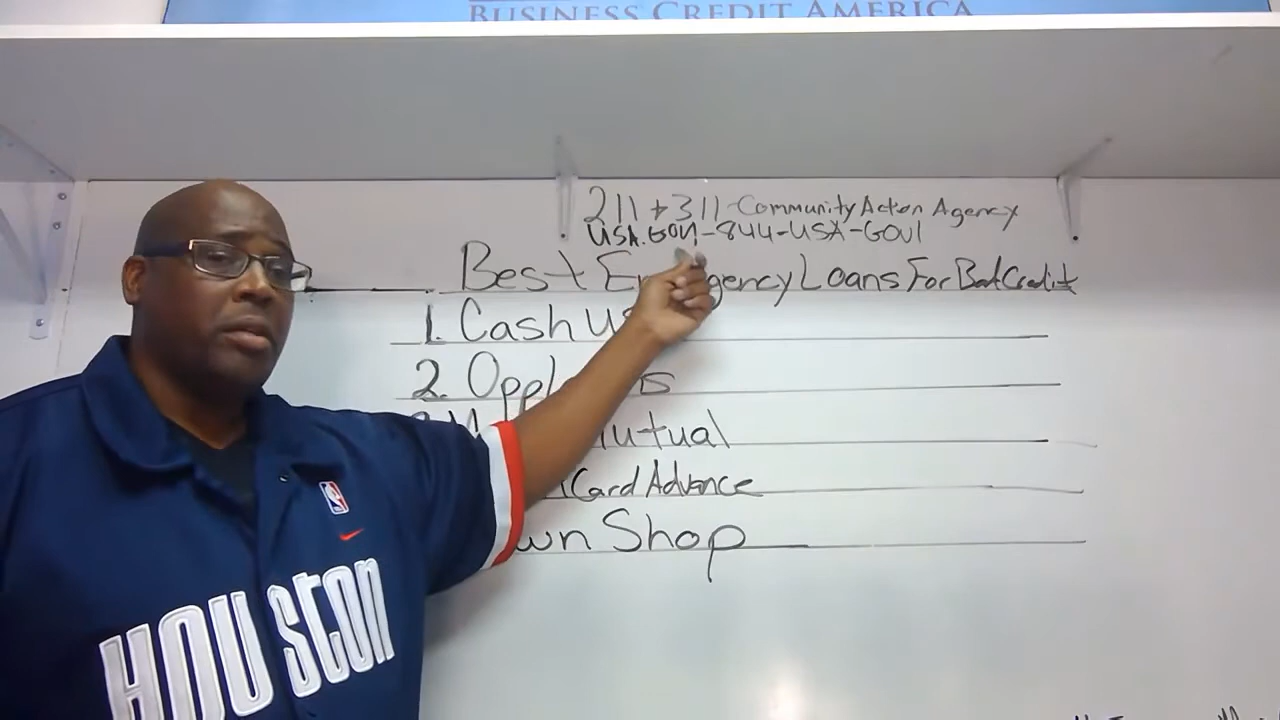 BUSINESS CREDIT AMERICA
211+311-Community Action Agency
USA.GOV-844-USA-GOV1
Best Loans For Bad Credit
1. Cash
2.
Mutual
Card Advance
Shop
HOUSTON